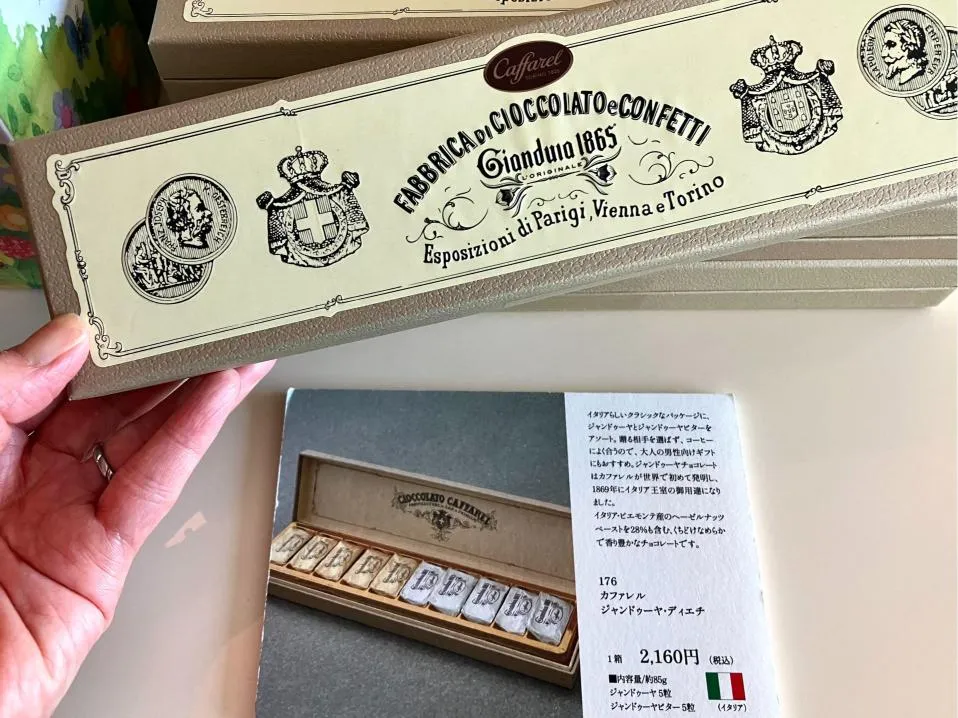 Esposizioni
Caffarel
TORINO 1826
FABBRICA DI CIOCCOLATO e CONFETTI
Gianduia 1865
L'ORIGINALE
Esposizioni di Parigi, Vienna e Torino
NAPOLEON EMPEREUR
FRANZ JOSEPH
CIOCCOLATO CAFFAREL
イタリアらしいクラシックなパッケージに、
ジャンドゥーヤとジャンドゥーヤビターを
アソート。贈る相手を選ばず、コーヒー
によく合うので、大人の男性向けギフト
にもおすすめ。ジャンドゥーヤチョコレート
はカファレルが世界で初めて発明し、
1869年にイタリア王室の御用達になり
ました。
イタリア・ピエモンテ産のヘーゼルナッツ
ペーストを28%も含む、くちどけなめらか
で香り豊かなチョコレートです。
176
カファレル
ジャンドゥーヤ・ディエチ
1箱 2,160円 (税込)
■内容量/約85g
ジャンドゥーヤ 5粒
ジャンドゥーヤビター 5粒
(イタリア)